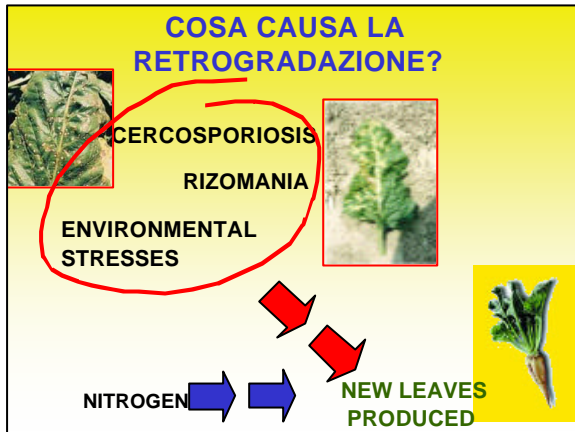 COSA CAUSA LA
RETROGRADAZIONE?
CERCOSPORIOSIS
RIZOMANIA
ENVIRONMENTAL
STRESSES
NITROGEN
NEW LEAVES
PRODUCED